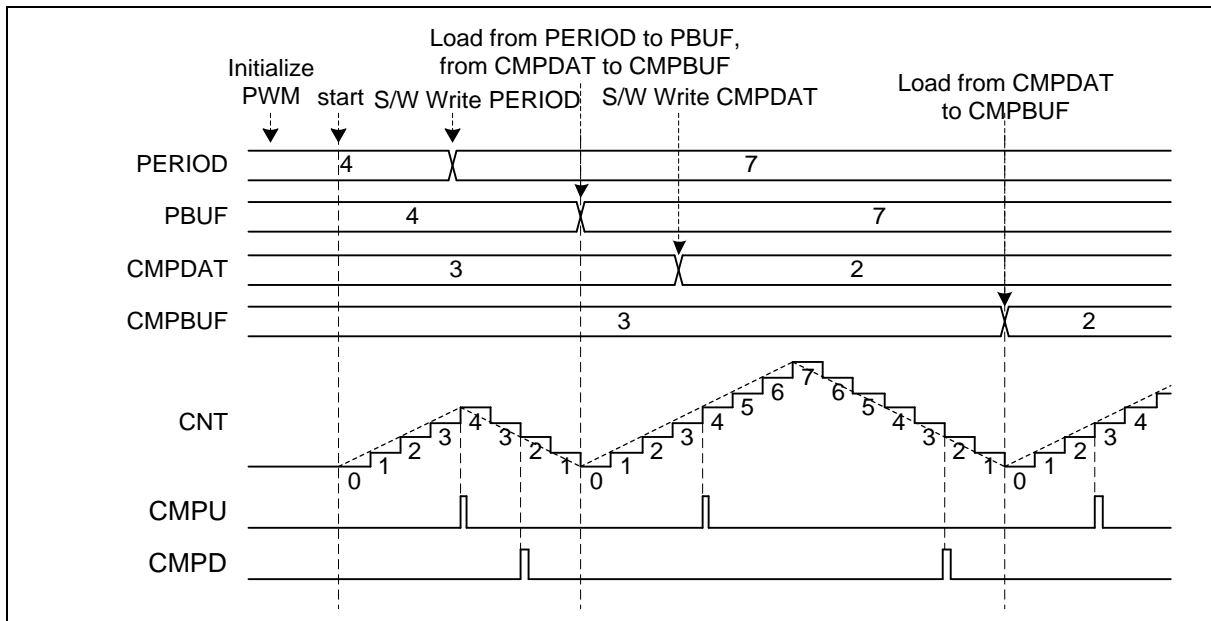 Load from PERIOD to PBUF,
from CMPDAT to CMPBUF
Initialize
PWM
start
S/W Write PERIOD
S/W Write CMPDAT
Load from CMPDAT
to CMPBUF
PERIOD 4 7
PBUF 4 7
CMPDAT 3 2
CMPBUF 3 2
CNT 0 1 2 3 4 3 2 1 0 1 2 3 4 5 6 7 6 5 4 3 2 1 0 1 2 3 4
CMPU
CMPD